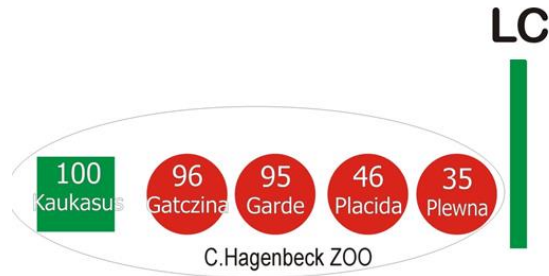 LC
100 96 95 46 35
Kaukasus Gatczina Garde Placida Plewna
C.Hagenbeck ZOO